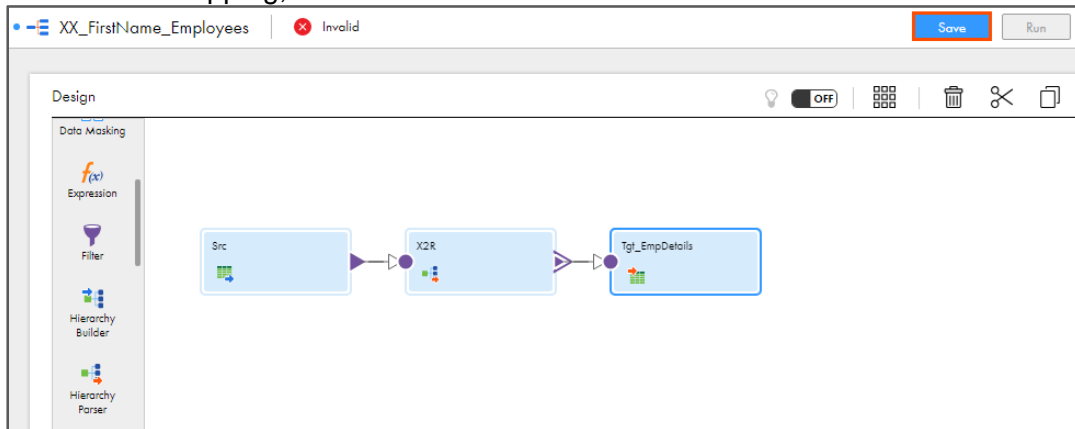 XX_FirstName_Employees
Invalid
Save
Run
Design
OFF
Data Masking
f(x)
Expression
Filter
Hierarchy
Builder
Hierarchy
Parser
Src
X2R
Tgt_EmpDetails